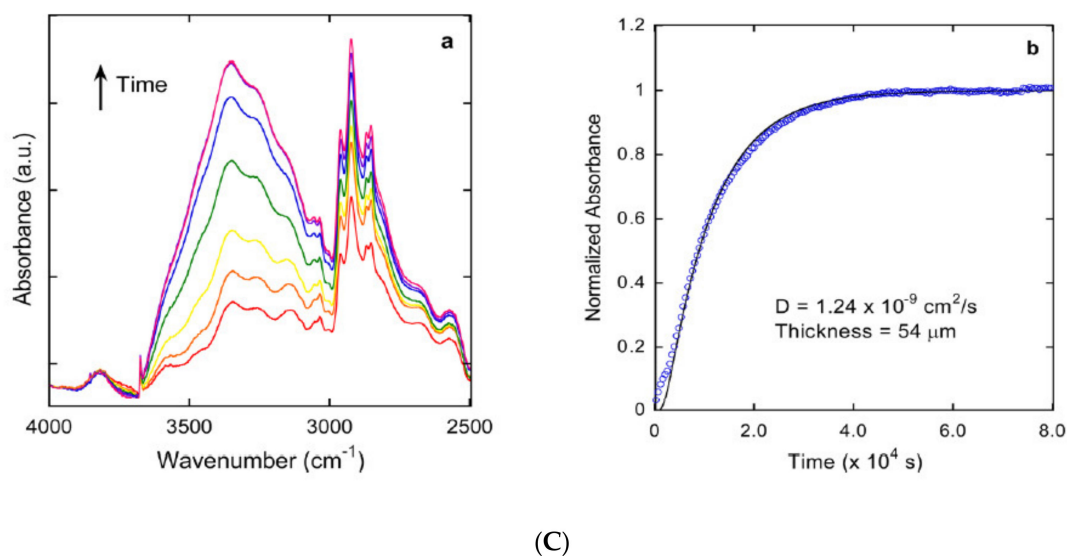 a
Time
Absorbance (a.u.)
4000 3500 3000 2500
Wavenumber (cm⁻¹)
b
1.2
1
0.8
0.6
0.4
0.2
0
Normalized Absorbance
D = 1.24 x 10⁻⁹ cm²/s
Thickness = 54 μm
0 2.0 4.0 6.0 8.0
Time (x 10⁴ s)
(C)